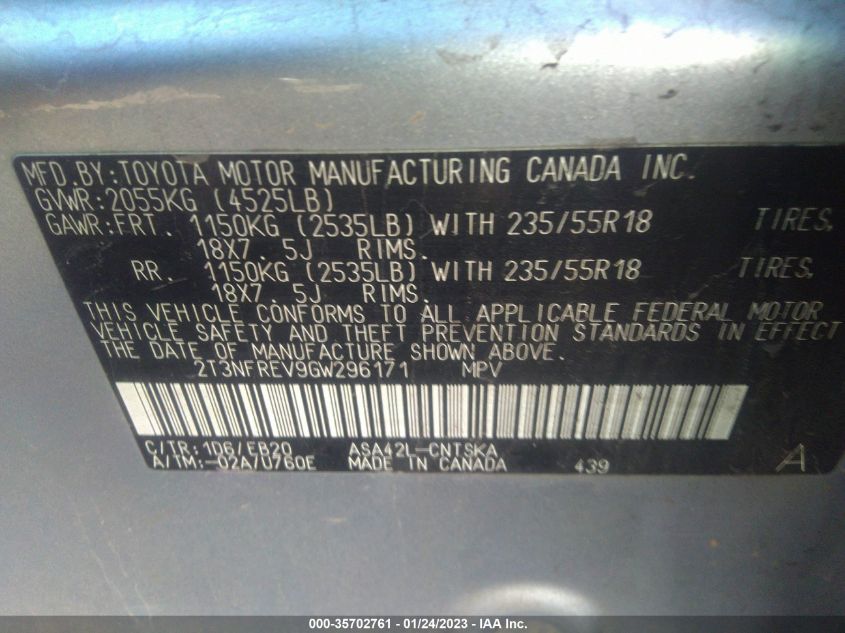 MFD.BY:TOYOTA MOTOR MANUFACTURING CANADA INC.
GVWR:2055KG (4525LB)
GAWR:FRT. 1150KG (2535LB) WITH 235/55R18 TIRES,
18X7.5J RIMS.
RR. 1150KG (2535LB) WITH 235/55R18 TIRES,
18X7.5J RIMS.
THIS VEHICLE CONFORMS TO ALL APPLICABLE FEDERAL MOTOR
VEHICLE SAFETY AND THEFT PREVENTION STANDARDS IN EFFECT
THE DATE OF MANUFACTURE SHOWN ABOVE.
2T3NFREV9GW296171 MPV
C/TR:1D6/EB20 ASA42L-CNTSKA
A/TM:-02A/U760E MADE IN CANADA 439 A
000-35702761 - 01/24/2023 - IAA Inc.